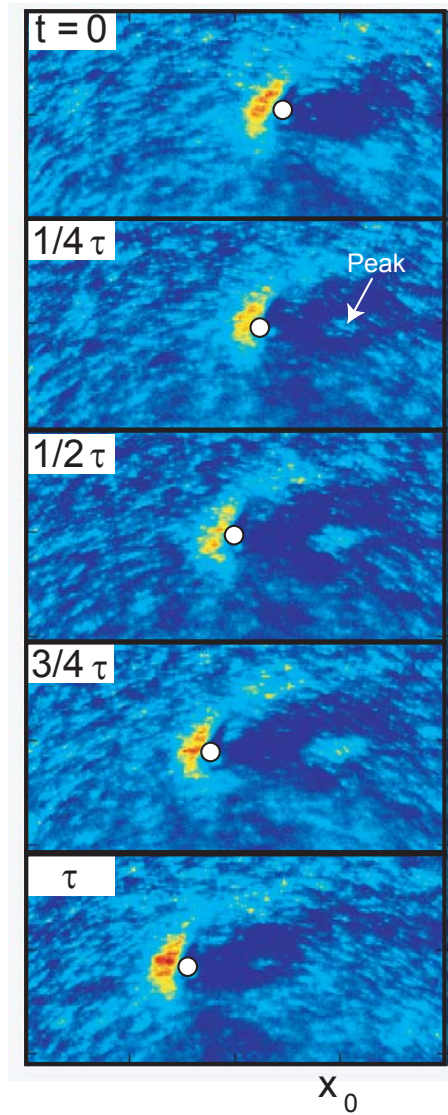 t = 0
1/4 τ
Peak
1/2 τ
3/4 τ
τ
x₀